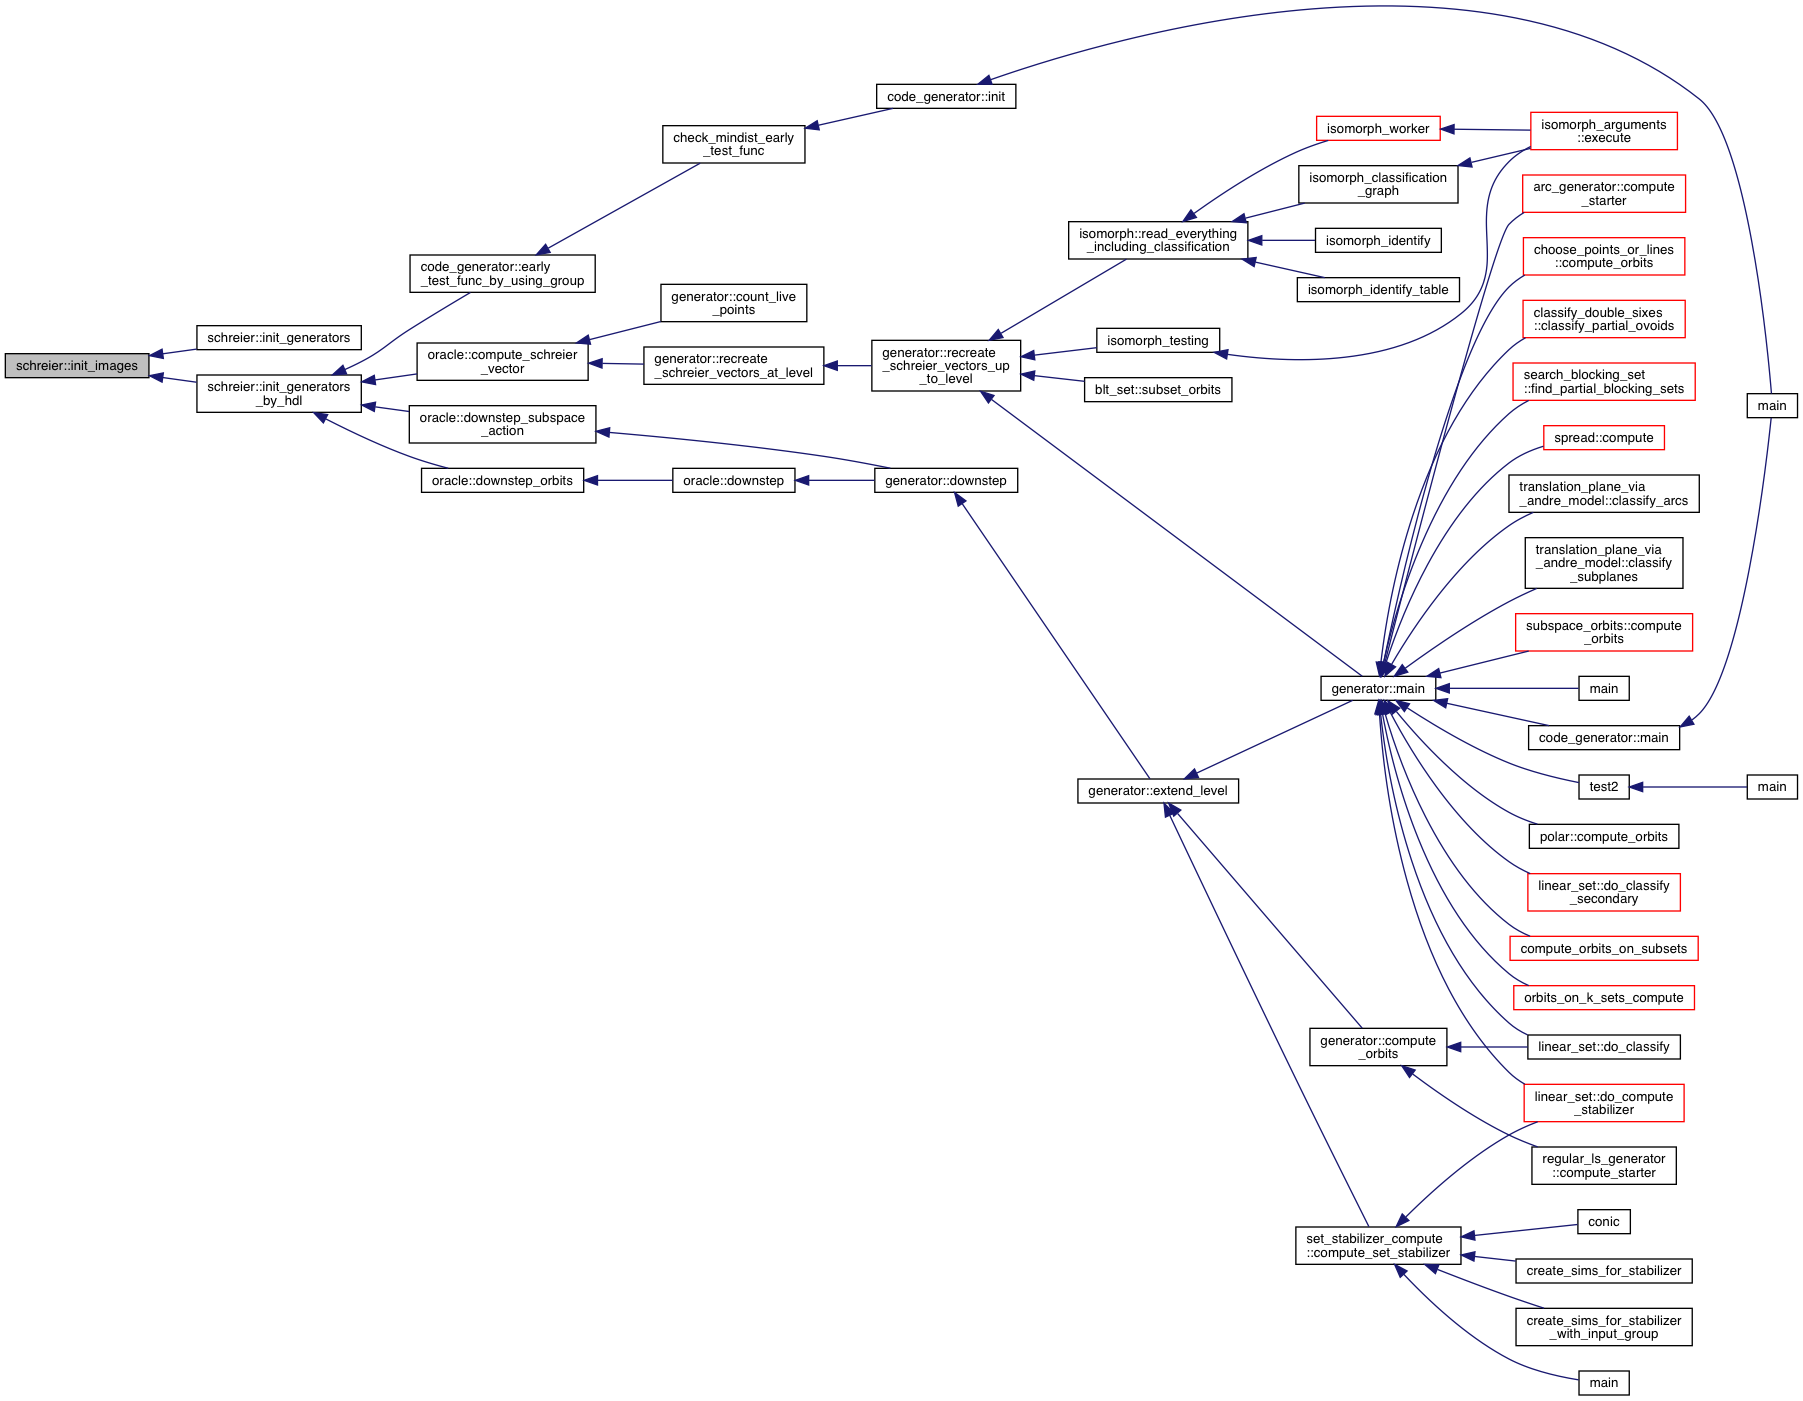 schreier::init_images
schreier::init_generators
schreier::init_generators
_by_hdl
code_generator::early
_test_func_by_using_group
oracle::compute_schreier
_vector
oracle::downstep_subspace
_action
oracle::downstep_orbits
check_mindist_early
_test_func
generator::count_live
_points
generator::recreate
_schreier_vectors_at_level
oracle::downstep
code_generator::init
generator::recreate
_schreier_vectors_up
_to_level
generator::downstep
isomorph::read_everything
_including_classification
isomorph_testing
blt_set::subset_orbits
generator::extend_level
isomorph_worker
isomorph_classification
_graph
isomorph_identify
isomorph_identify_table
generator::main
generator::compute
_orbits
set_stabilizer_compute
::compute_set_stabilizer
isomorph_arguments
::execute
arc_generator::compute
_starter
choose_points_or_lines
::compute_orbits
classify_double_sixes
::classify_partial_ovoids
search_blocking_set
::find_partial_blocking_sets
spread::compute
translation_plane_via
_andre_model::classify_arcs
translation_plane_via
_andre_model::classify
_subplanes
subspace_orbits::compute
_orbits
main
code_generator::main
test2
polar::compute_orbits
linear_set::do_classify
_secondary
compute_orbits_on_subsets
orbits_on_k_sets_compute
linear_set::do_classify
linear_set::do_compute
_stabilizer
regular_ls_generator
::compute_starter
conic
create_sims_for_stabilizer
create_sims_for_stabilizer
_with_input_group
main
main
main